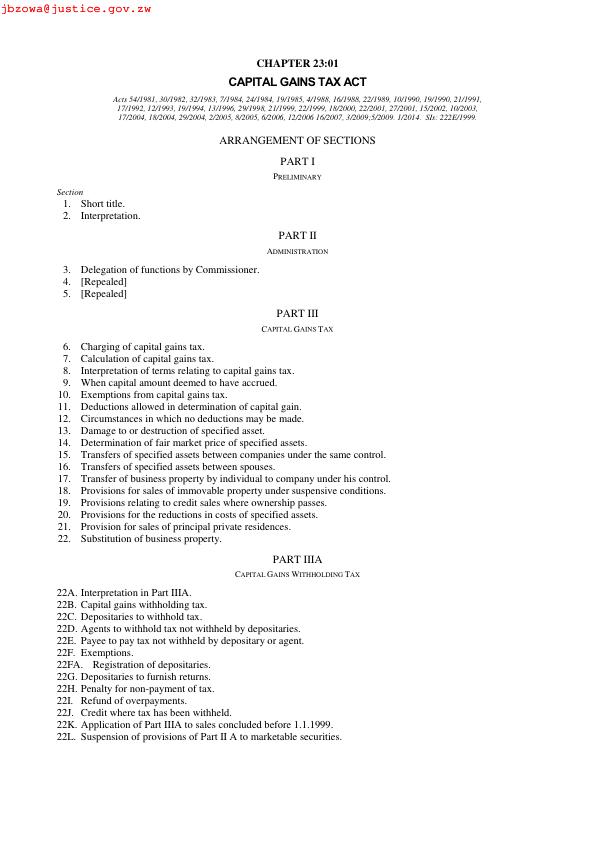 jbzowa@justice.gov.zw
CHAPTER 23:01
CAPITAL GAINS TAX ACT
Acts 54/1981, 30/1982, 32/1983, 7/1984, 24/1984, 19/1985, 4/1988, 16/1988, 22/1989, 10/1990, 19/1990, 21/1991,
17/1992, 12/1993, 19/1994, 13/1996, 29/1998, 21/1999, 22/1999, 18/2000, 22/2001, 27/2001, 15/2002, 10/2003,
17/2004, 18/2004, 29/2004, 2/2005, 8/2005, 6/2006, 12/2006 16/2007, 3/2009;5/2009. 1/2014. SIs: 222E/1999.
ARRANGEMENT OF SECTIONS
PART I
PRELIMINARY
Section
1. Short title.
2. Interpretation.
PART II
ADMINISTRATION
3. Delegation of functions by Commissioner.
4. [Repealed]
5. [Repealed]
PART III
CAPITAL GAINS TAX
6. Charging of capital gains tax.
7. Calculation of capital gains tax.
8. Interpretation of terms relating to capital gains tax.
9. When capital amount deemed to have accrued.
10. Exemptions from capital gains tax.
11. Deductions allowed in determination of capital gain.
12. Circumstances in which no deductions may be made.
13. Damage to or destruction of specified asset.
14. Determination of fair market price of specified assets.
15. Transfers of specified assets between companies under the same control.
16. Transfers of specified assets between spouses.
17. Transfer of business property by individual to company under his control.
18. Provisions for sales of immovable property under suspensive conditions.
19. Provisions relating to credit sales where ownership passes.
20. Provisions for the reductions in costs of specified assets.
21. Provision for sales of principal private residences.
22. Substitution of business property.
PART IIIA
CAPITAL GAINS WITHHOLDING TAX
22A. Interpretation in Part IIIA.
22B. Capital gains withholding tax.
22C. Depositaries to withhold tax.
22D. Agents to withhold tax not withheld by depositaries.
22E. Payee to pay tax not withheld by depositary or agent.
22F. Exemptions.
22FA. Registration of depositaries.
22G. Depositaries to furnish returns.
22H. Penalty for non-payment of tax.
22I. Refund of overpayments.
22J. Credit where tax has been withheld.
22K. Application of Part IIIA to sales concluded before 1.1.1999.
22L. Suspension of provisions of Part II A to marketable securities.